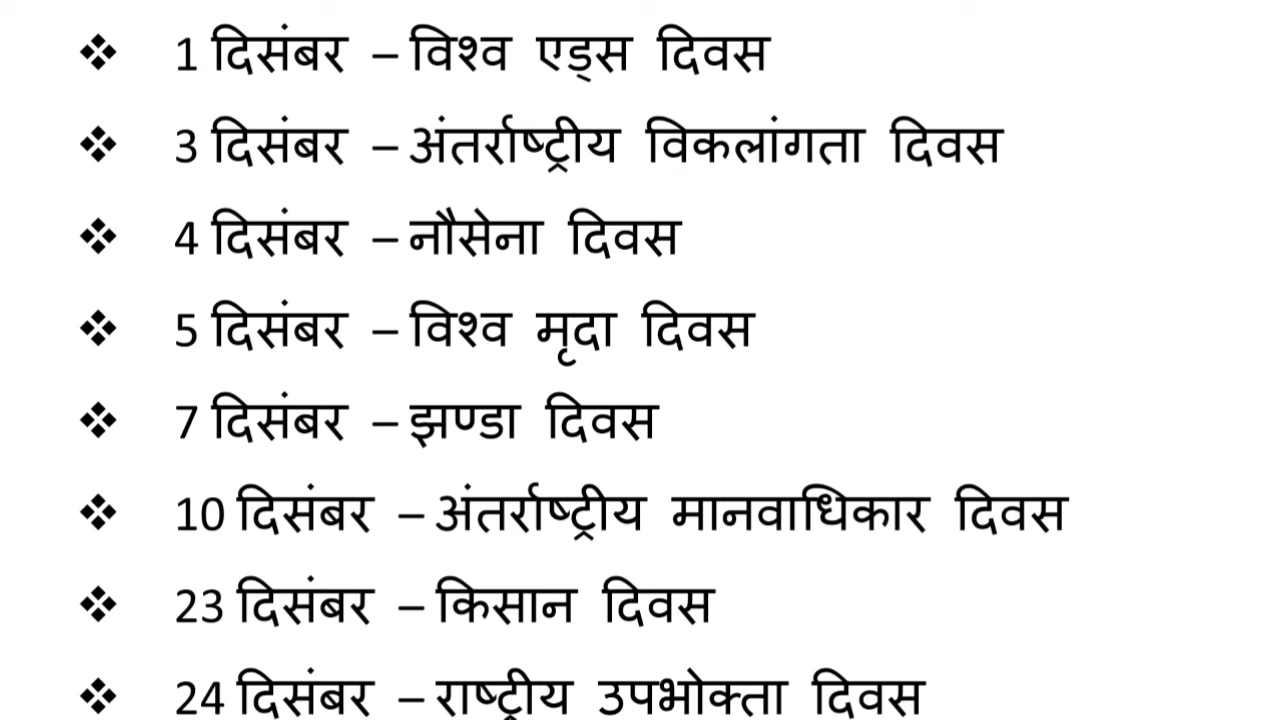 ❖ 1 दिसंबर – विश्व एड्स दिवस
❖ 3 दिसंबर – अंतर्राष्ट्रीय विकलांगता दिवस
❖ 4 दिसंबर – नौसेना दिवस
❖ 5 दिसंबर – विश्व मृदा दिवस
❖ 7 दिसंबर – झण्डा दिवस
❖ 10 दिसंबर – अंतर्राष्ट्रीय मानवाधिकार दिवस
❖ 23 दिसंबर – किसान दिवस
❖ 24 दिसंबर – राष्ट्रीय उपभोक्ता दिवस